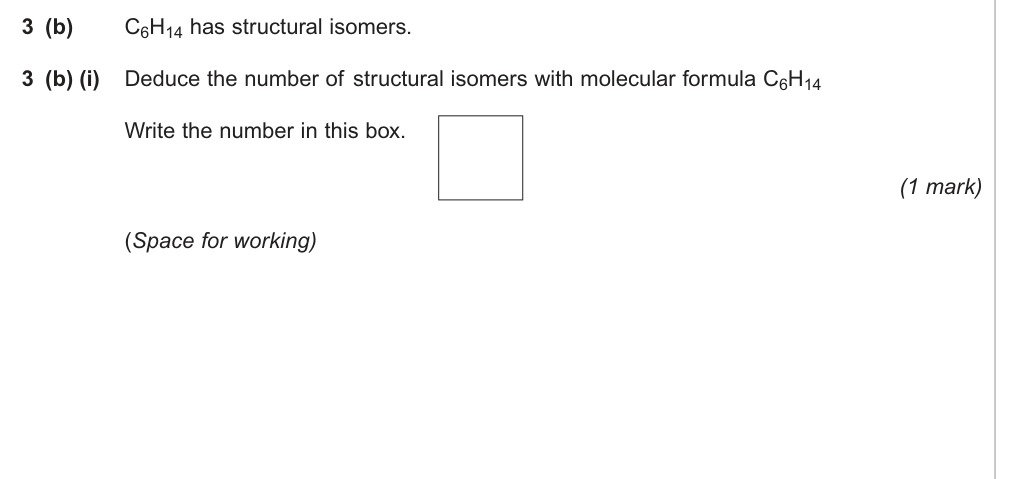 3 (b) C₆H₁₄ has structural isomers.
3 (b) (i) Deduce the number of structural isomers with molecular formula C₆H₁₄
Write the number in this box.
(1 mark)
(Space for working)